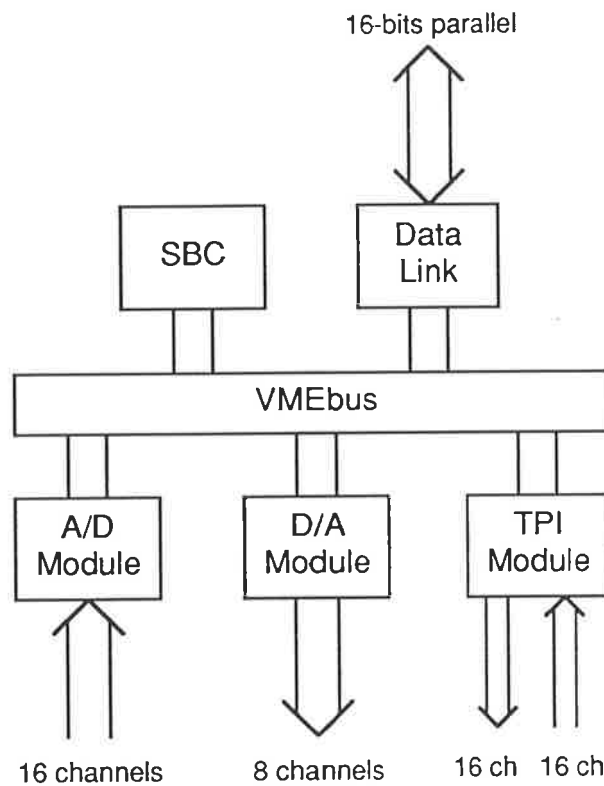 16-bits parallel
SBC
Data
Link
VMEbus
A/D
Module
D/A
Module
TPI
Module
16 channels
8 channels
16 ch
16 ch